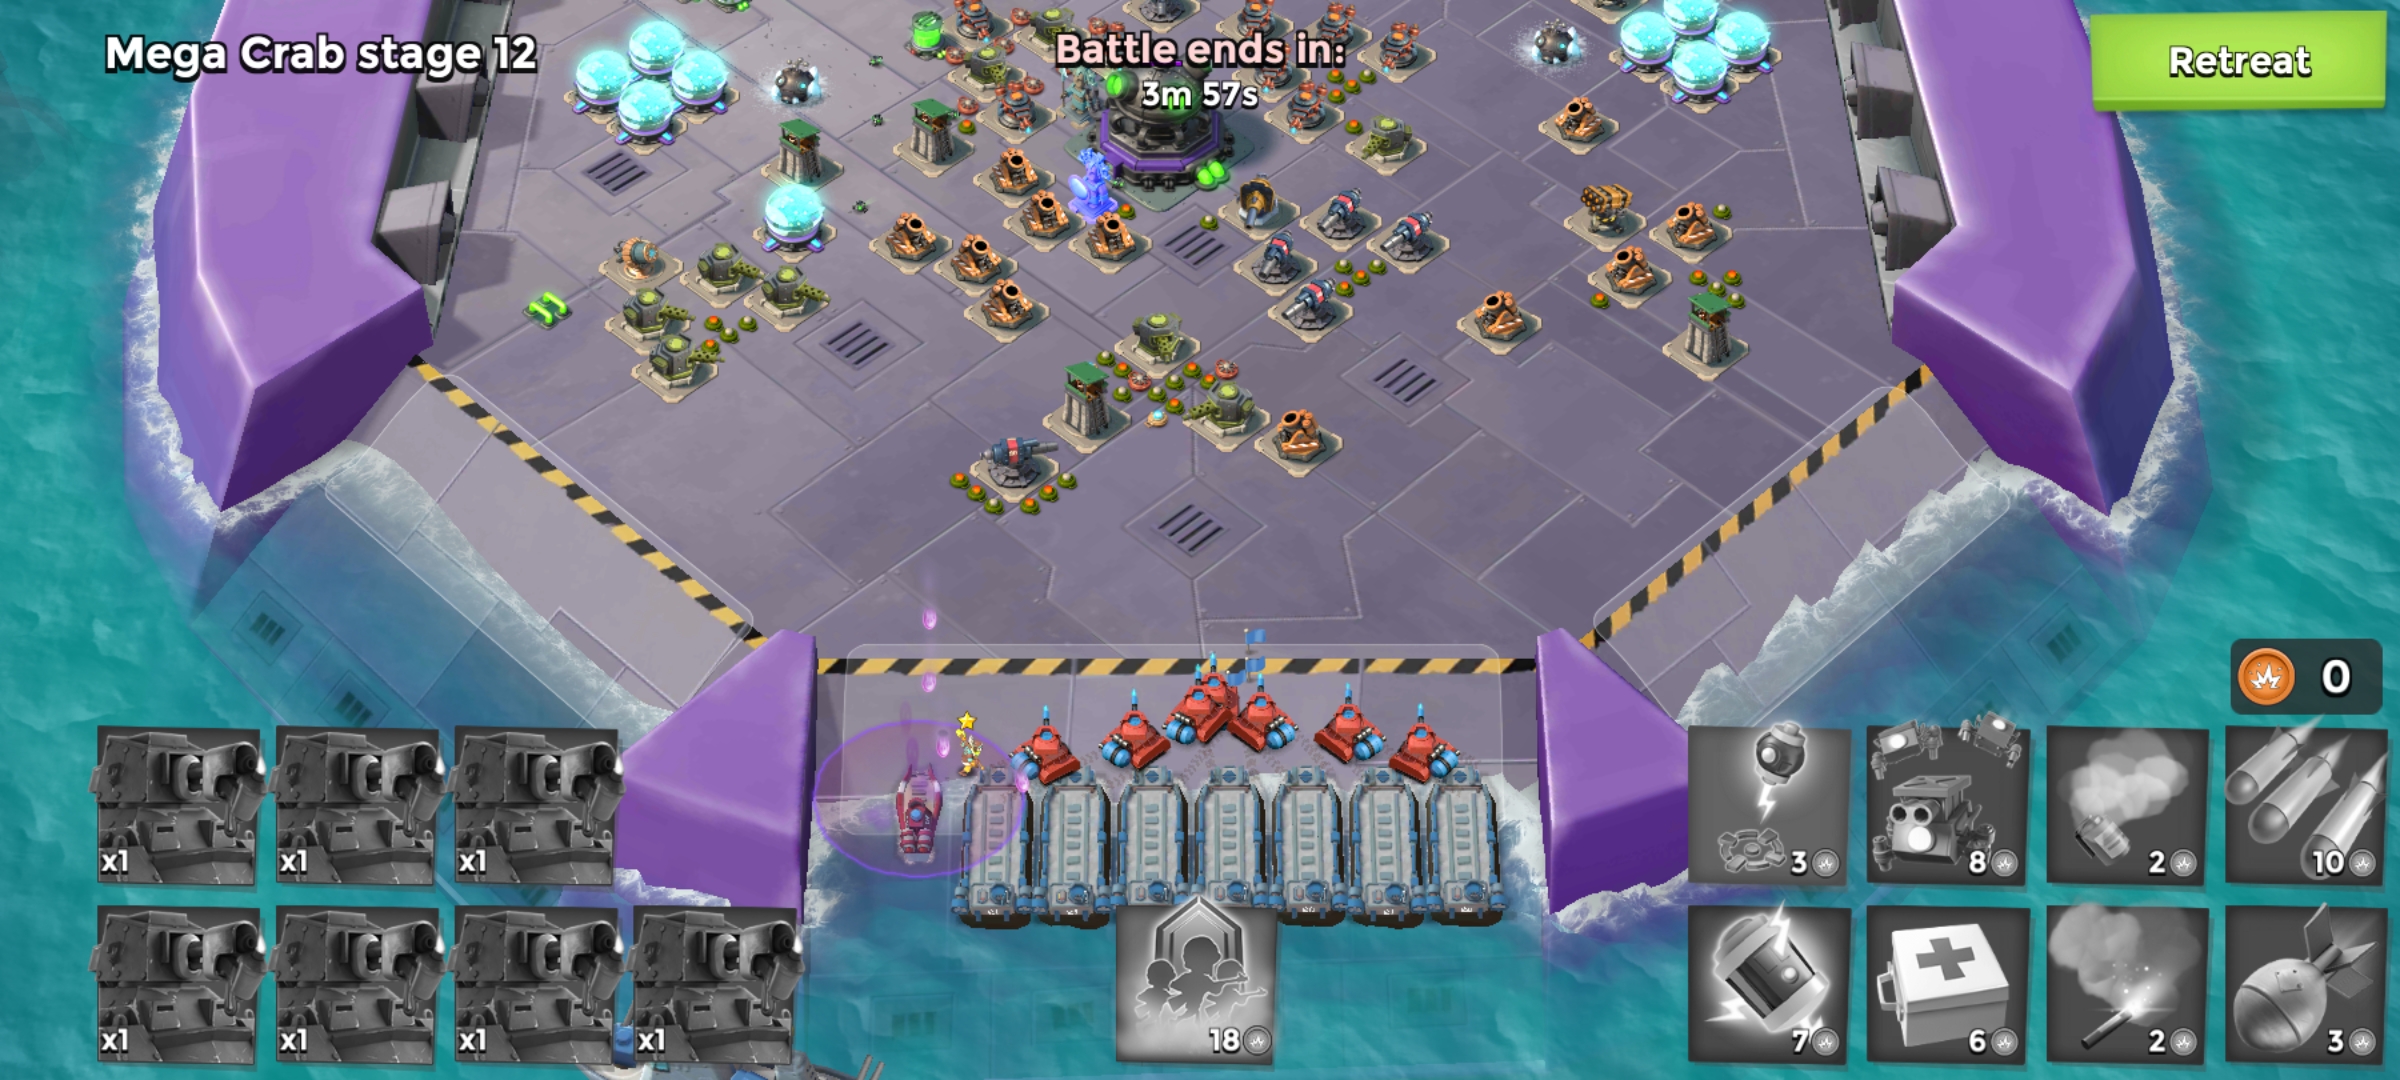 Mega Crab stage 12
Battle ends in:
3m 57s
Retreat
0
x1
x1
x1
3
8
2
10
x1
x1
x1
x1
18
7
6
2
3